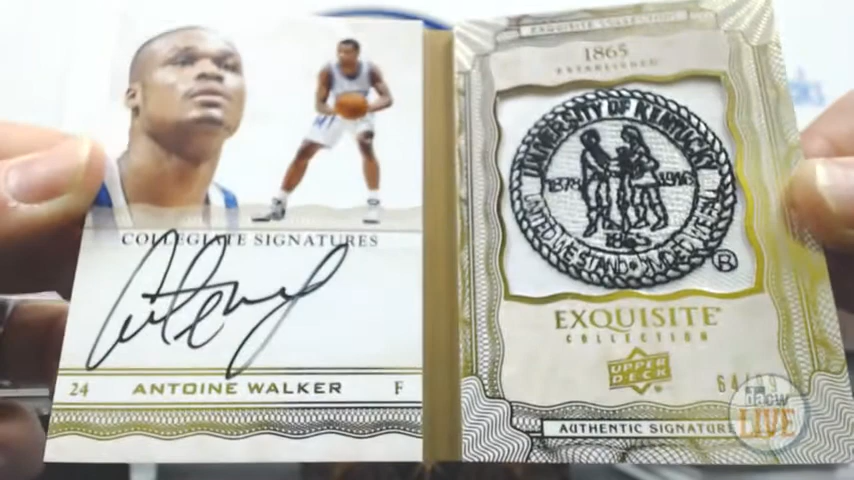 COLLEGIATE SIGNATURES
24 ANTOINE WALKER F
EXQUISITE COLLECTION
1865
ESTABLISHED
UNIVERSITY OF KENTUCKY
1865
UNITED WE STAND • DIVIDED WE FALL
®
EXQUISITE
COLLECTION
UPPER
DECK
AUTHENTIC SIGNATURE
dacw
LIVE